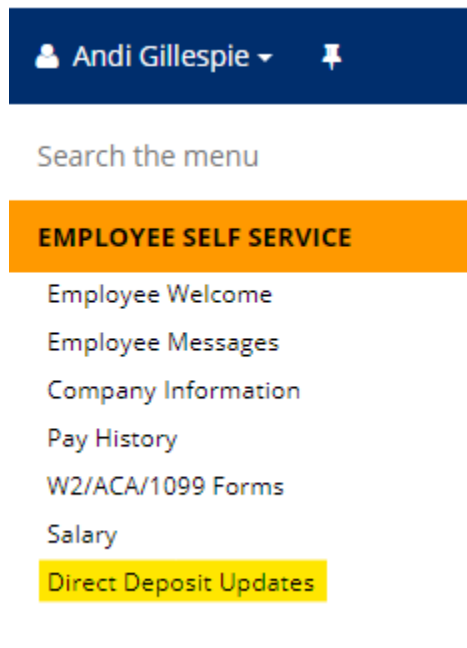 Andi Gillespie
Search the menu
EMPLOYEE SELF SERVICE
Employee Welcome
Employee Messages
Company Information
Pay History
W2/ACA/1099 Forms
Salary
Direct Deposit Updates